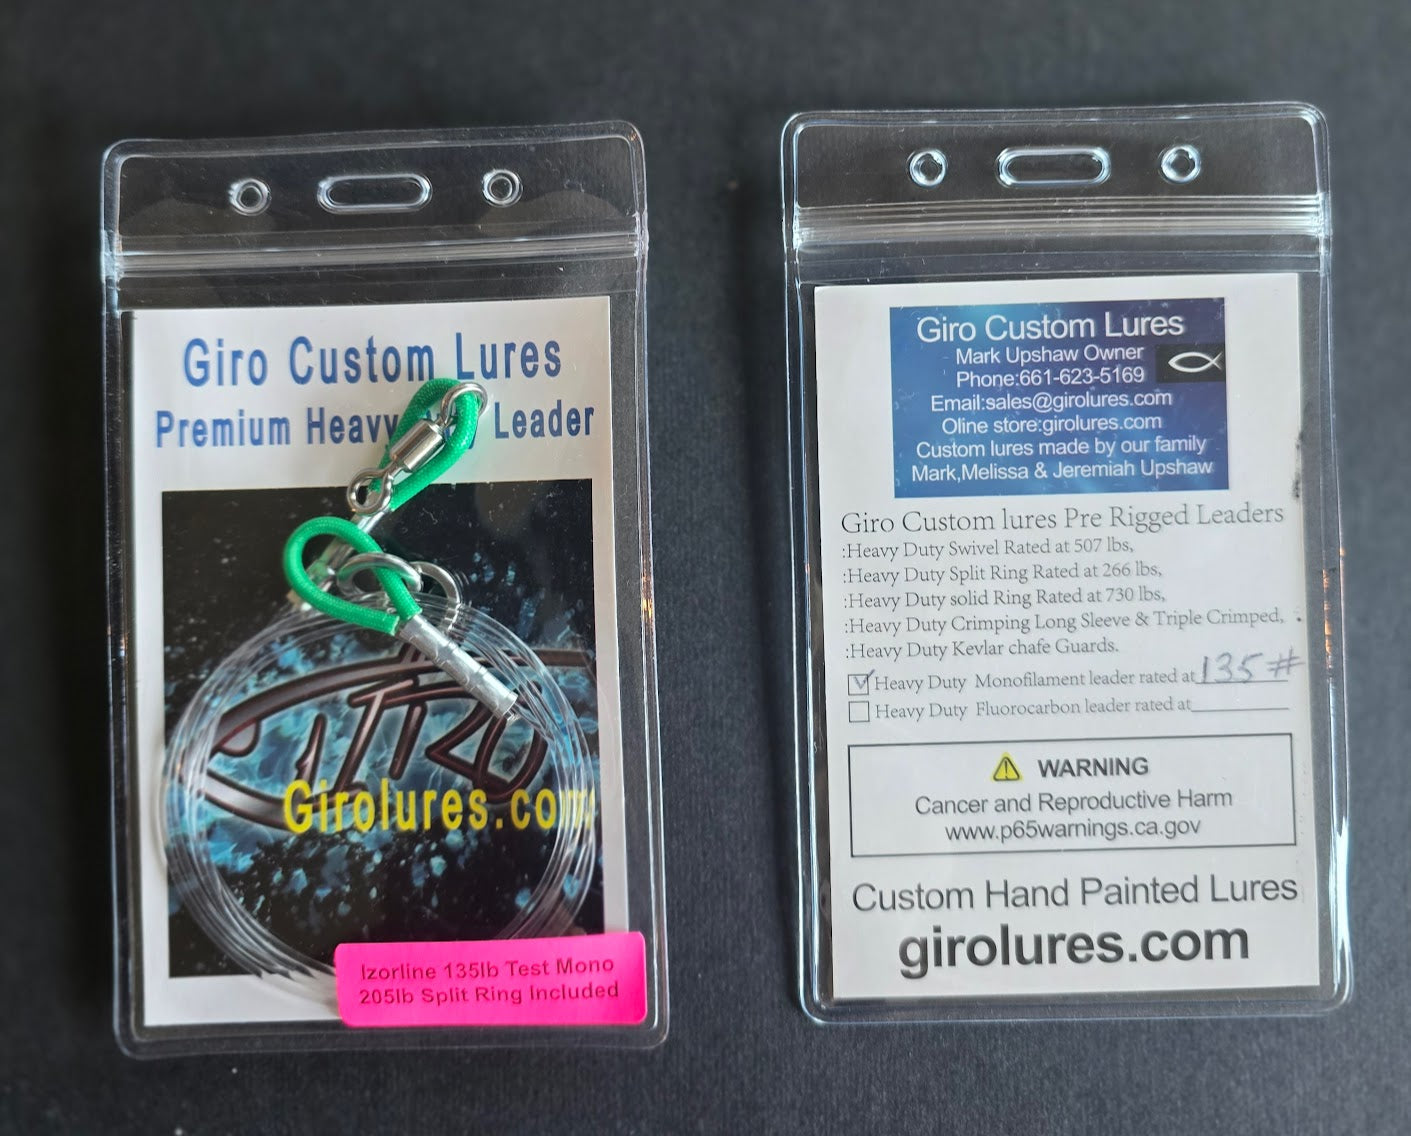 Giro Custom Lures
Premium Heavy Leader
GIRO
Girolures.com
Izorline 135lb Test Mono
205lb Split Ring Included
Giro Custom Lures
Mark Upshaw Owner
Phone:661-623-5169
Email:sales@girolures.com
Oline store:girolures.com
Custom lures made by our family
Mark,Melissa & Jeremiah Upshaw
Giro Custom lures Pre Rigged Leaders
:Heavy Duty Swivel Rated at 507 lbs,
:Heavy Duty Split Ring Rated at 266 lbs,
:Heavy Duty solid Ring Rated at 730 lbs,
:Heavy Duty Crimping Long Sleeve & Triple Crimped,
:Heavy Duty Kevlar chafe Guards.
Heavy Duty Monofilament leader rated at 135#
Heavy Duty Fluorocarbon leader rated at
WARNING
Cancer and Reproductive Harm
www.p65warnings.ca.gov
Custom Hand Painted Lures
girolures.com